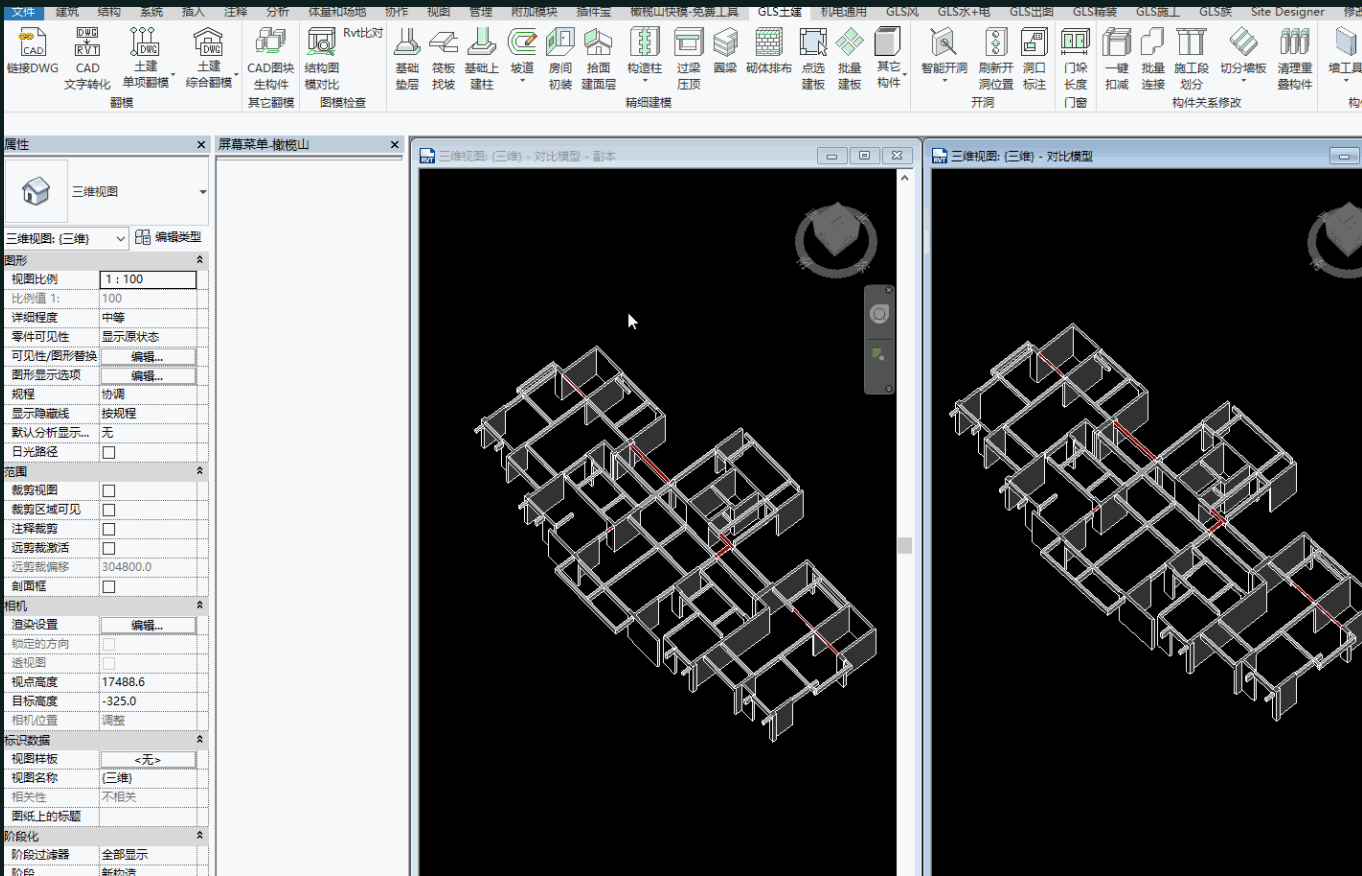 文件 建筑 结构 系统 插入 注释 分析 体量和场地 协作 视图 管理 附加模块 插件宝 橄榄山快模-免费工具 GLS土建 机电通用 GLS风 GLS水+电 GLS出图 GLS精装 GLS施工 GLS族 Site Designer
链接DWG
CAD
文字转化
土建
单项翻模
土建
综合翻模
CAD图块
生构件
结构图
模对比
Rvt比对
基础
垫层
筏板
找坡
基础上
建柱
坡道
房间
初装
拾面
建面层
构造柱
过梁
压顶
圈梁
砌体排布
点选
建板
批量
建板
其它
构件
智能开洞
刷新开
洞位置
洞口
标注
门垛
长度
一键
扣减
批量
连接
施工段
划分
切分墙板
清理重
叠构件
墙工具
翻模 其它翻模 图模检查 精细建模 开洞 门窗 构件关系修改
属性
三维视图
三维视图: {三维} 编辑类型
图形
视图比例 1 : 100
比例值 1: 100
详细程度 中等
零件可见性 显示原状态
可见性/图形替换 编辑...
图形显示选项 编辑...
规程 协调
显示隐藏线 按规程
默认分析显示... 无
日光路径
范围
裁剪视图
裁剪区域可见
注释裁剪
远剪裁激活
远剪裁偏移 304800.0
剖面框
相机
渲染设置 编辑...
锁定的方向
透视图
视点高度 17488.6
目标高度 -325.0
相机位置 调整
标识数据
视图样板 <无>
视图名称 {三维}
相关性 不相关
图纸上的标题
阶段化
阶段过滤器 全部显示
阶段 新构造
屏幕菜单-橄榄山
三维视图: {三维} - 对比模型 - 副本
三维视图: {三维} - 对比模型